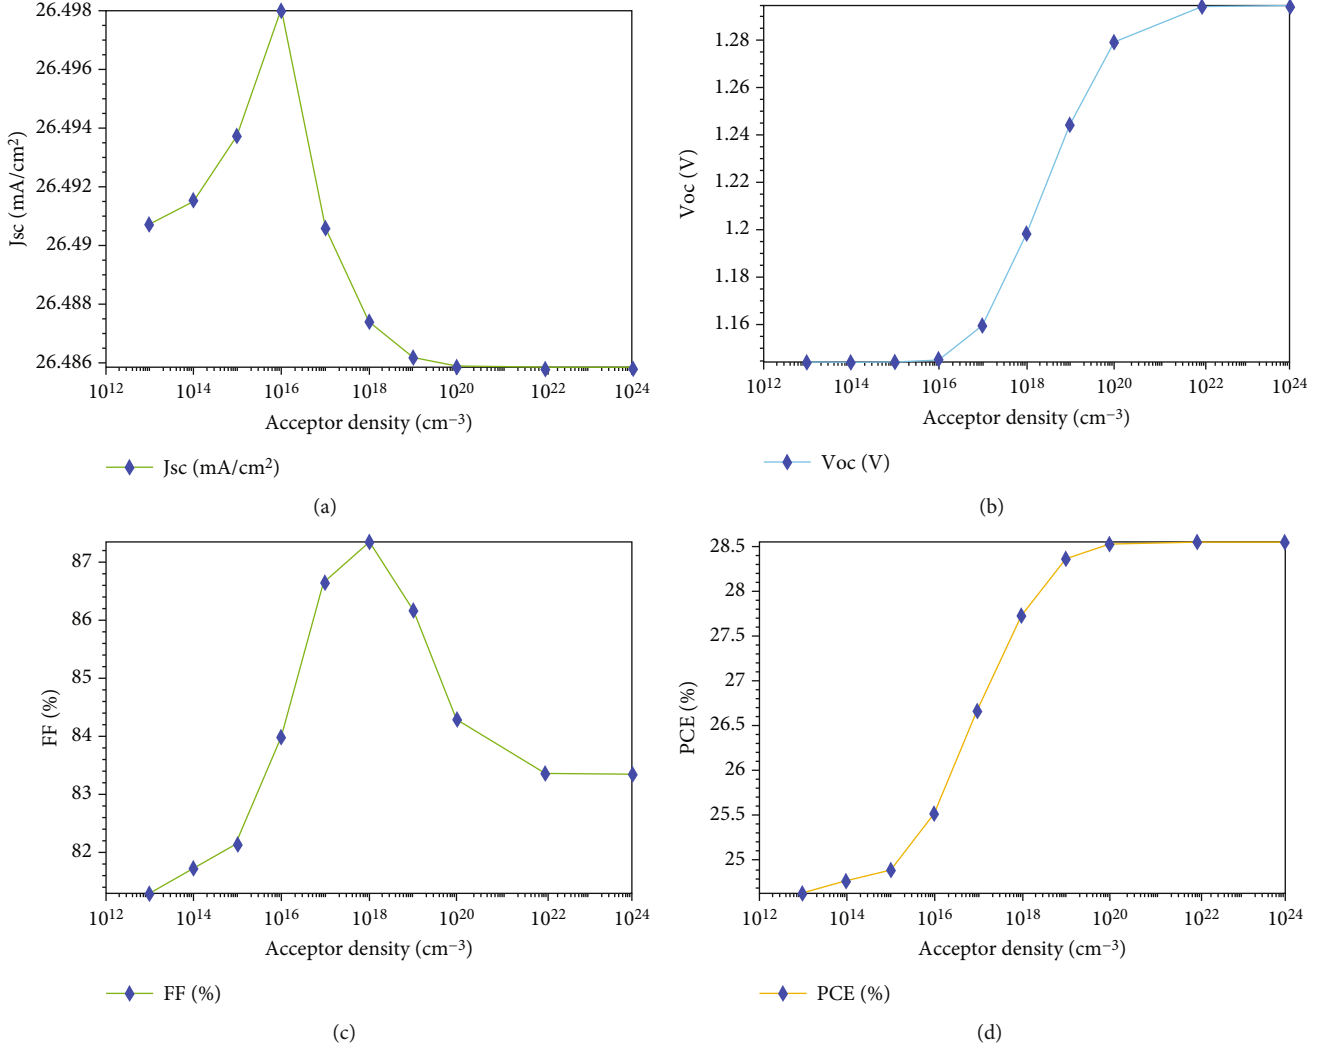 26.498
26.496
26.494
26.492
26.49
26.488
26.486
Jsc (mA/cm²)
10¹² 10¹⁴ 10¹⁶ 10¹⁸ 10²⁰ 10²² 10²⁴
Acceptor density (cm⁻³)
Jsc (mA/cm²)
(a)
1.28
1.26
1.24
1.22
1.2
1.18
1.16
Voc (V)
10¹² 10¹⁴ 10¹⁶ 10¹⁸ 10²⁰ 10²² 10²⁴
Acceptor density (cm⁻³)
Voc (V)
(b)
87
86
85
84
83
82
FF (%)
10¹² 10¹⁴ 10¹⁶ 10¹⁸ 10²⁰ 10²² 10²⁴
Acceptor density (cm⁻³)
FF (%)
(c)
28.5
28
27.5
27
26.5
26
25.5
25
PCE (%)
10¹² 10¹⁴ 10¹⁶ 10¹⁸ 10²⁰ 10²² 10²⁴
Acceptor density (cm⁻³)
PCE (%)
(d)